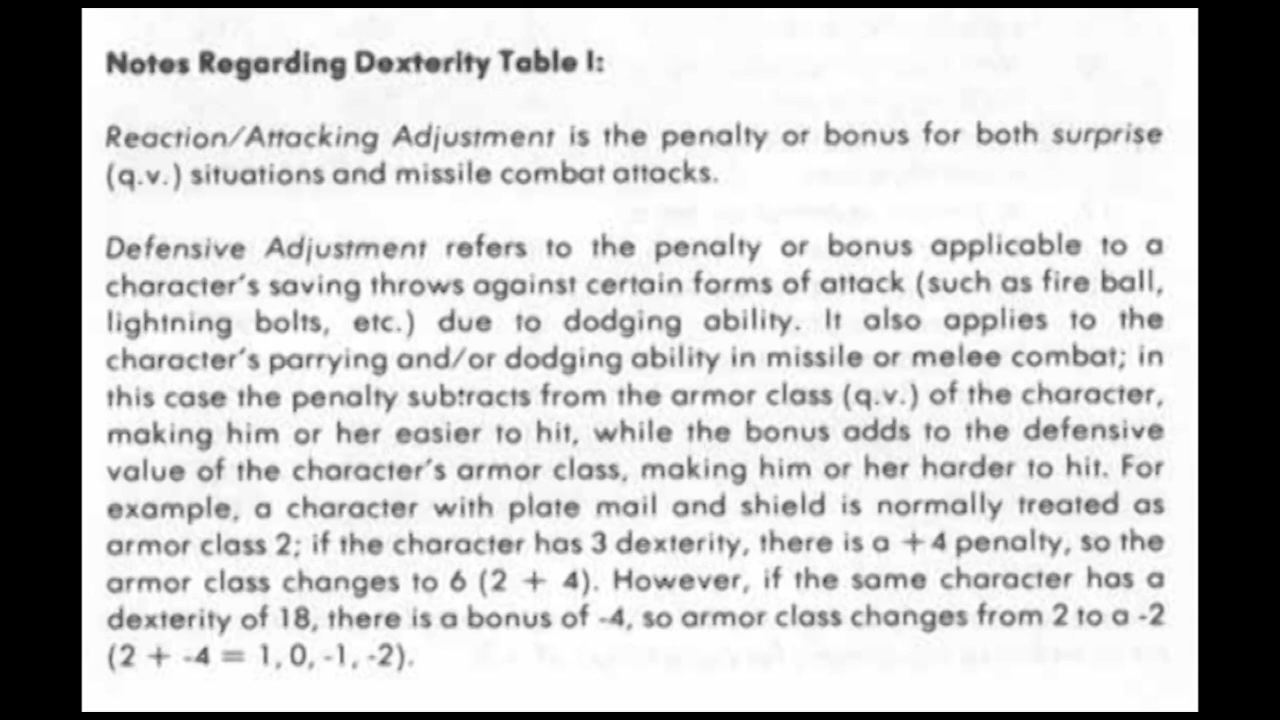 Notes Regarding Dexterity Table I:
Reaction/Attacking Adjustment is the penalty or bonus for both surprise
(q.v.) situations and missile combat attacks.
Defensive Adjustment refers to the penalty or bonus applicable to a
character's saving throws against certain forms of attack (such as fire ball,
lightning bolts, etc.) due to dodging ability. It also applies to the
character's parrying and/or dodging ability in missile or melee combat; in
this case the penalty subtracts from the armor class (q.v.) of the character,
making him or her easier to hit, while the bonus adds to the defensive
value of the character's armor class, making him or her harder to hit. For
example, a character with plate mail and shield is normally treated as
armor class 2; if the character has 3 dexterity, there is a +4 penalty, so the
armor class changes to 6 (2 + 4). However, if the same character has a
dexterity of 18, there is a bonus of -4, so armor class changes from 2 to a -2
(2 + -4 = 1, 0, -1, -2).